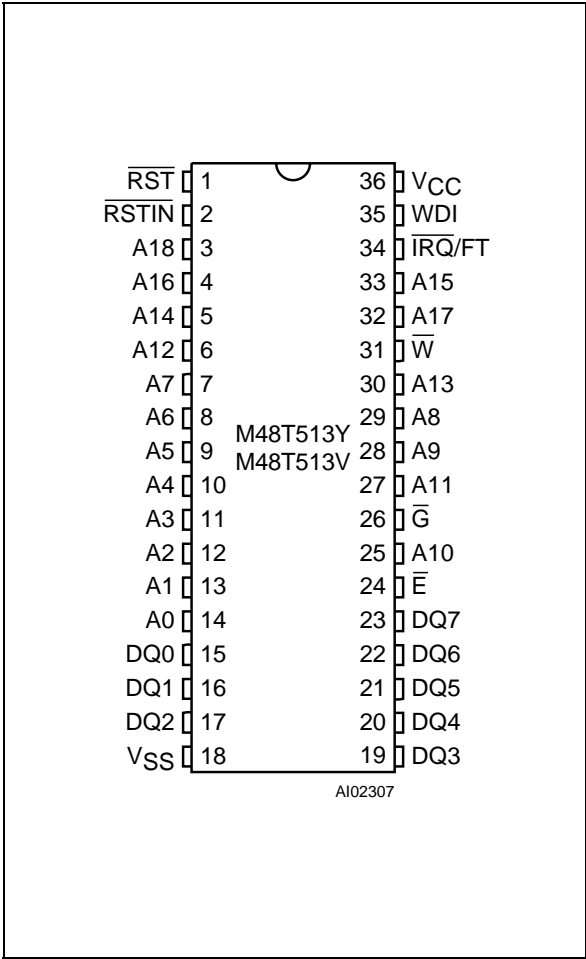 R̅S̅T̅ 1 36 VCC
R̅S̅T̅I̅N̅ 2 35 WDI
A18 3 34 I̅R̅Q̅/FT
A16 4 33 A15
A14 5 32 A17
A12 6 31 W̅
A7 7 30 A13
A6 8 29 A8
M48T513Y
A5 9 28 A9
M48T513V
A4 10 27 A11
A3 11 26 G̅
A2 12 25 A10
A1 13 24 E̅
A0 14 23 DQ7
DQ0 15 22 DQ6
DQ1 16 21 DQ5
DQ2 17 20 DQ4
VSS 18 19 DQ3
AI02307